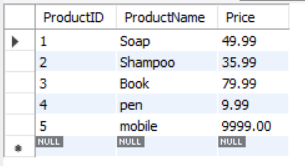 ProductID ProductName Price
1 Soap 49.99
2 Shampoo 35.99
3 Book 79.99
4 pen 9.99
5 mobile 9999.00
NULL NULL NULL